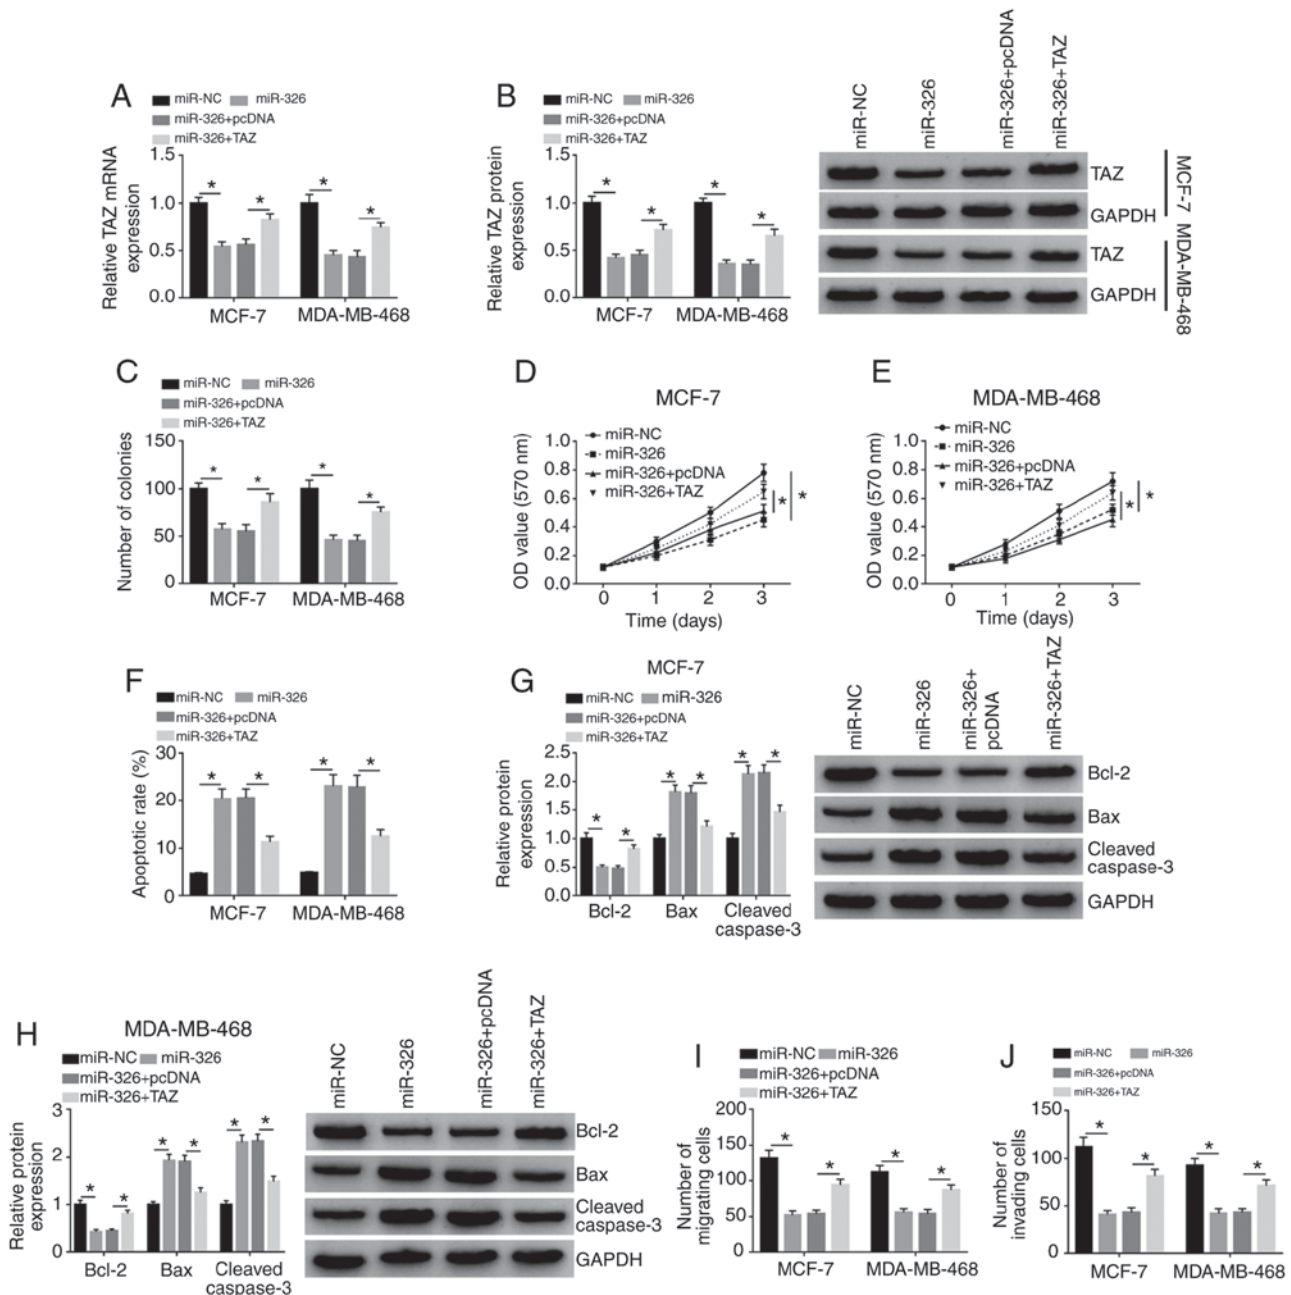 A
miR-NC miR-326
miR-326+pcDNA
miR-326+TAZ
Relative TAZ mRNA
expression
1.5
1.0
0.5
0.0
* * * *
MCF-7 MDA-MB-468
B
miR-NC miR-326
miR-326+pcDNA
miR-326+TAZ
Relative TAZ protein
expression
1.5
1.0
0.5
0.0
* * * *
MCF-7 MDA-MB-468
miR-NC
miR-326
miR-326+pcDNA
miR-326+TAZ
TAZ
GAPDH
TAZ
GAPDH
MCF-7
MDA-MB-468
C
miR-NC miR-326
miR-326+pcDNA
miR-326+TAZ
Number of colonies
150
100
50
0
* * * *
MCF-7 MDA-MB-468
D
MCF-7
miR-NC
miR-326
miR-326+pcDNA
miR-326+TAZ
OD value (570 nm)
1.0
0.8
0.6
0.4
0.2
0.0
* *
0 1 2 3
Time (days)
E
MDA-MB-468
miR-NC
miR-326
miR-326+pcDNA
miR-326+TAZ
OD value (570 nm)
1.0
0.8
0.6
0.4
0.2
0.0
* *
0 1 2 3
Time (days)
F
miR-NC miR-326
miR-326+pcDNA
miR-326+TAZ
Apoptotic rate (%)
30
20
10
0
* * * *
MCF-7 MDA-MB-468
G
MCF-7
miR-NC miR-326
miR-326+pcDNA
miR-326+TAZ
Relative protein
expression
2.5
2.0
1.5
1.0
0.5
0.0
* * * * * *
Bcl-2 Bax Cleaved
caspase-3
miR-NC
miR-326
miR-326+
pcDNA
miR-326+TAZ
Bcl-2
Bax
Cleaved
caspase-3
GAPDH
H
MDA-MB-468
miR-NC miR-326
miR-326+pcDNA
miR-326+TAZ
Relative protein
expression
3
2
1
0
* * * * * *
Bcl-2 Bax Cleaved
caspase-3
miR-NC
miR-326
miR-326+pcDNA
miR-326+TAZ
Bcl-2
Bax
Cleaved
caspase-3
GAPDH
I
miR-NC miR-326
miR-326+pcDNA
miR-326+TAZ
Number of
migrating cells
200
150
100
50
0
* * * *
MCF-7 MDA-MB-468
J
miR-NC miR-326
miR-326+pcDNA
miR-326+TAZ
Number of
invading cells
150
100
50
0
* * * *
MCF-7 MDA-MB-468